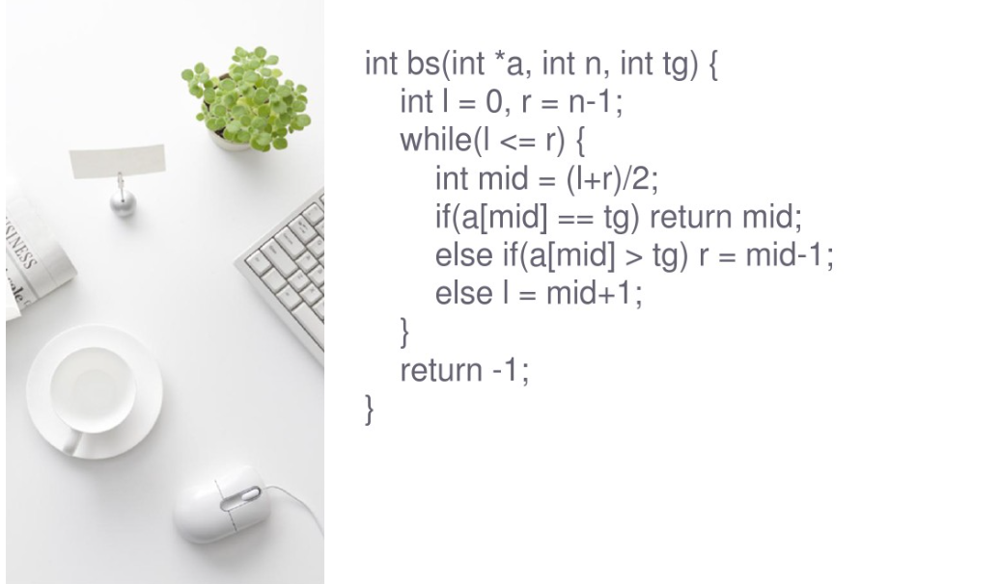 USINESS
int bs(int *a, int n, int tg) {
int l = 0, r = n-1;
while(l <= r) {
int mid = (l+r)/2;
if(a[mid] == tg) return mid;
else if(a[mid] > tg) r = mid-1;
else l = mid+1;
}
return -1;
}